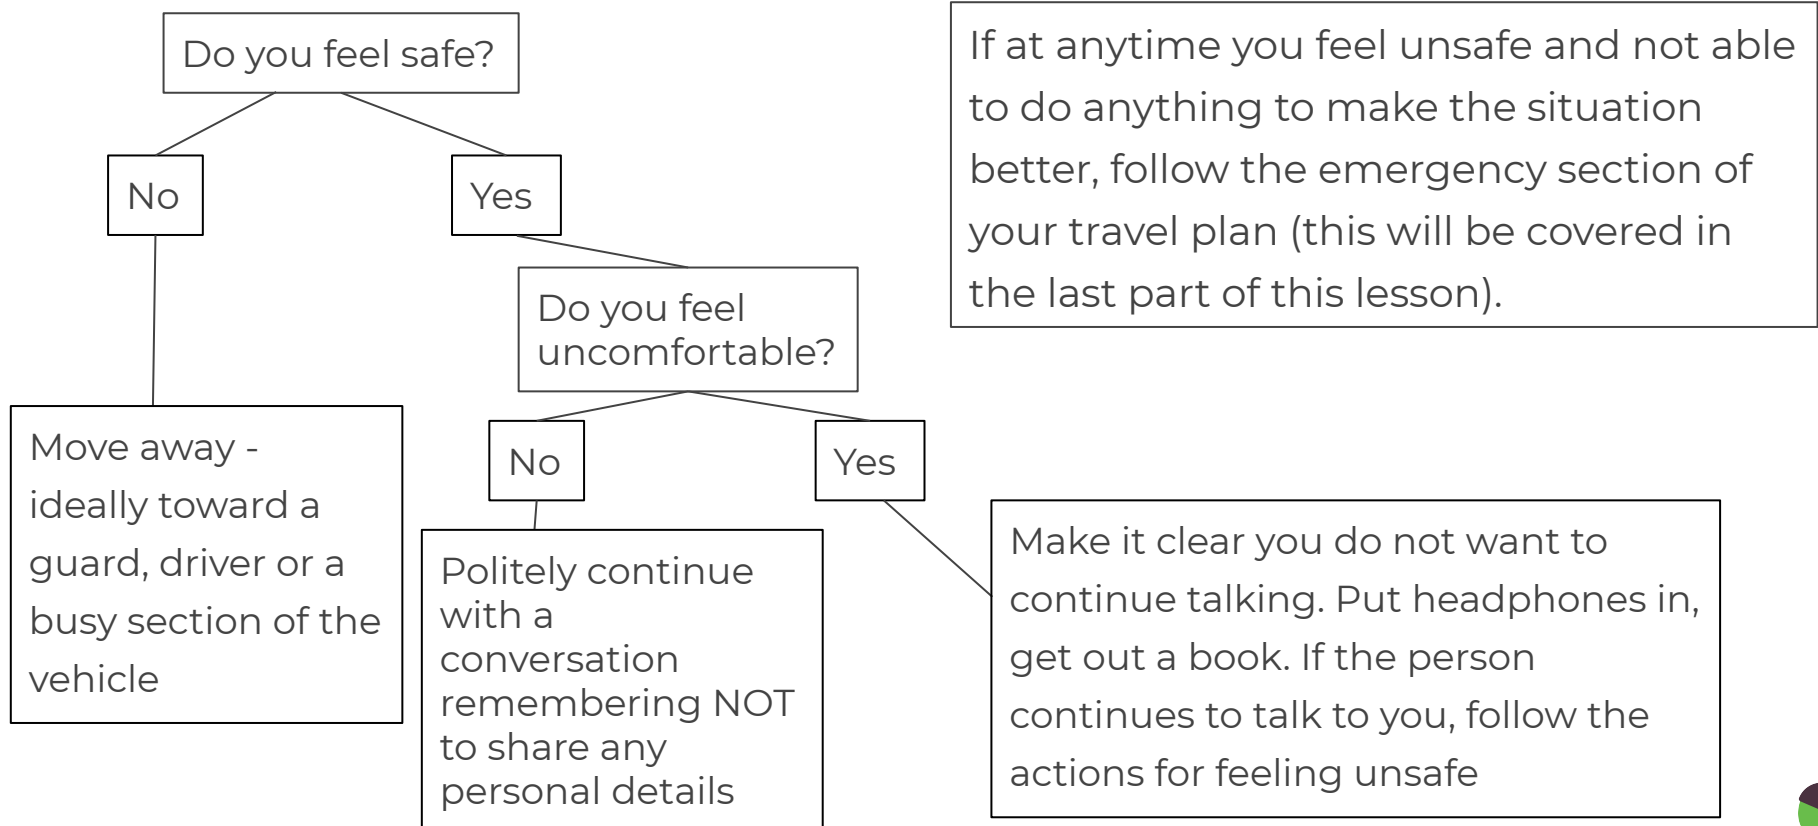 Do you feel safe?
No
Yes
Do you feel
uncomfortable?
No
Yes
Move away -
ideally toward a
guard, driver or a
busy section of the
vehicle
Politely continue
with a
conversation
remembering NOT
to share any
personal details
Make it clear you do not want to
continue talking. Put headphones in,
get out a book. If the person
continues to talk to you, follow the
actions for feeling unsafe
If at anytime you feel unsafe and not able
to do anything to make the situation
better, follow the emergency section of
your travel plan (this will be covered in
the last part of this lesson).